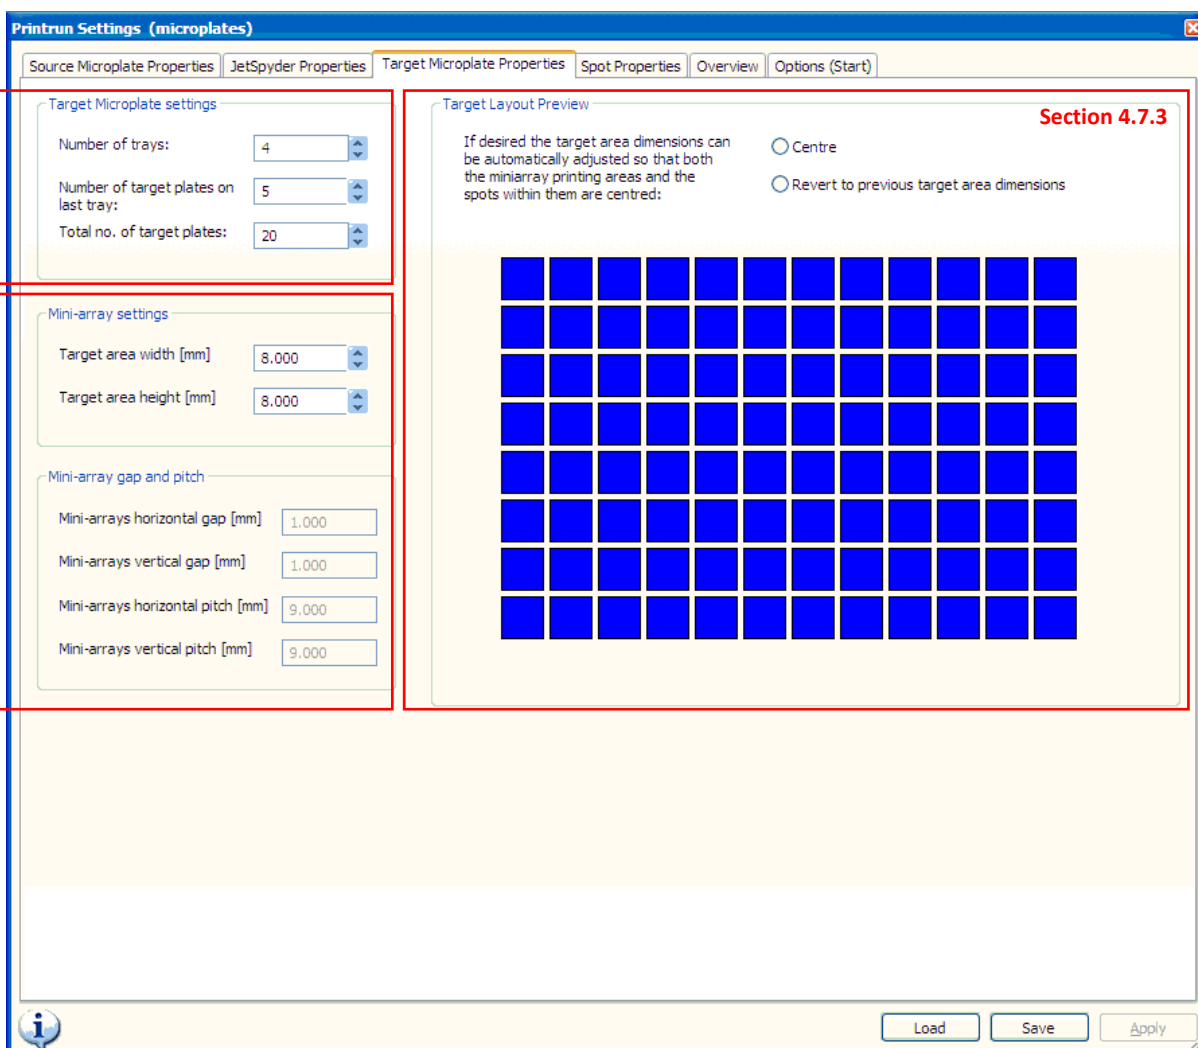 Printrun Settings (microplates)
Source Microplate Properties
JetSpyder Properties
Target Microplate Properties
Spot Properties
Overview
Options (Start)
Target Microplate settings
Number of trays:
4
Number of target plates on
last tray:
5
Total no. of target plates:
20
Mini-array settings
Target area width [mm]
8.000
Target area height [mm]
8.000
Mini-array gap and pitch
Mini-arrays horizontal gap [mm]
1.000
Mini-arrays vertical gap [mm]
1.000
Mini-arrays horizontal pitch [mm]
9.000
Mini-arrays vertical pitch [mm]
9.000
Target Layout Preview
Section 4.7.3
If desired the target area dimensions can
be automatically adjusted so that both
the miniarray printing areas and the
spots within them are centred:
Centre
Revert to previous target area dimensions
Load
Save
Apply